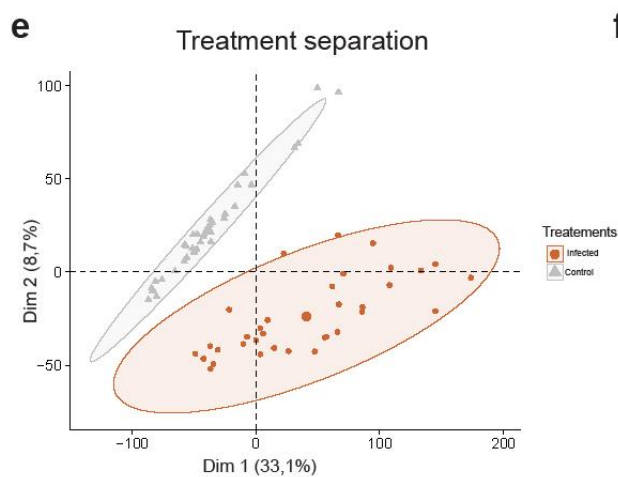 e
f
Treatment separation
100
50
0
−50
Dim 2 (8,7%)
−100
0
100
200
Dim 1 (33,1%)
Treatements
Infected
Control